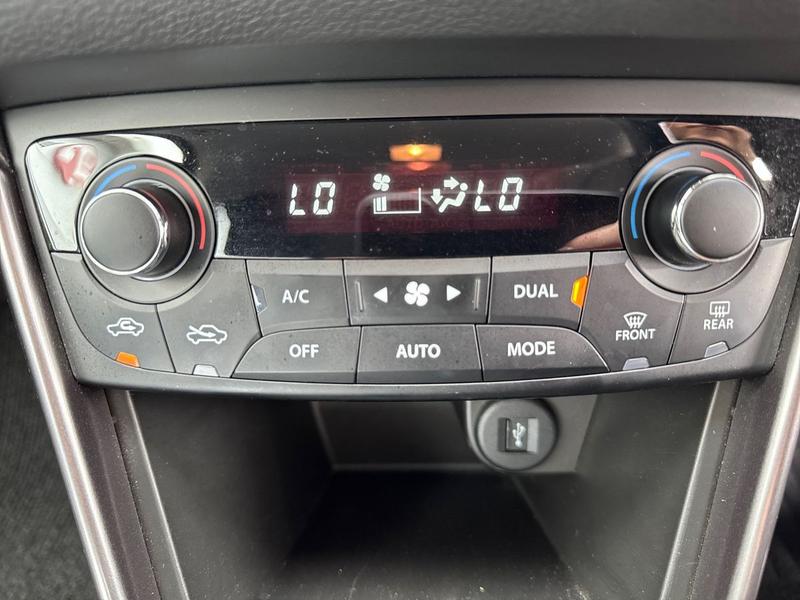 LO LO
A/C DUAL
OFF AUTO MODE FRONT REAR